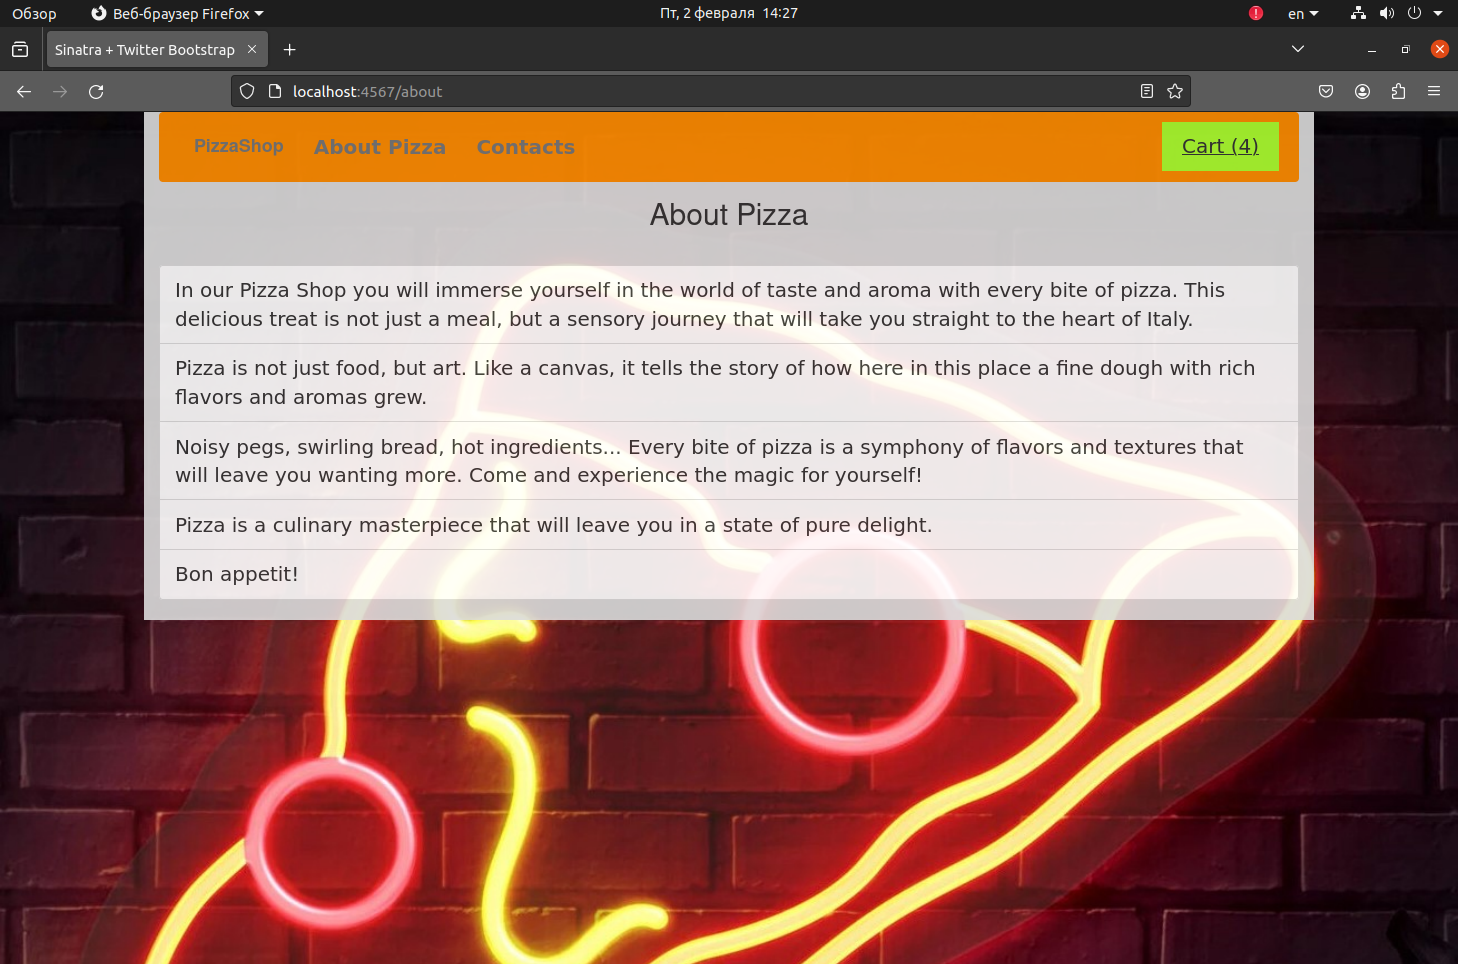 Обзор Веб-браузер Firefox Пт, 2 февраля 14:27 en
Sinatra + Twitter Bootstrap
localhost:4567/about
PizzaShop About Pizza Contacts Cart (4)
About Pizza
In our Pizza Shop you will immerse yourself in the world of taste and aroma with every bite of pizza. This
delicious treat is not just a meal, but a sensory journey that will take you straight to the heart of Italy.
Pizza is not just food, but art. Like a canvas, it tells the story of how here in this place a fine dough with rich
flavors and aromas grew.
Noisy pegs, swirling bread, hot ingredients... Every bite of pizza is a symphony of flavors and textures that
will leave you wanting more. Come and experience the magic for yourself!
Pizza is a culinary masterpiece that will leave you in a state of pure delight.
Bon appetit!